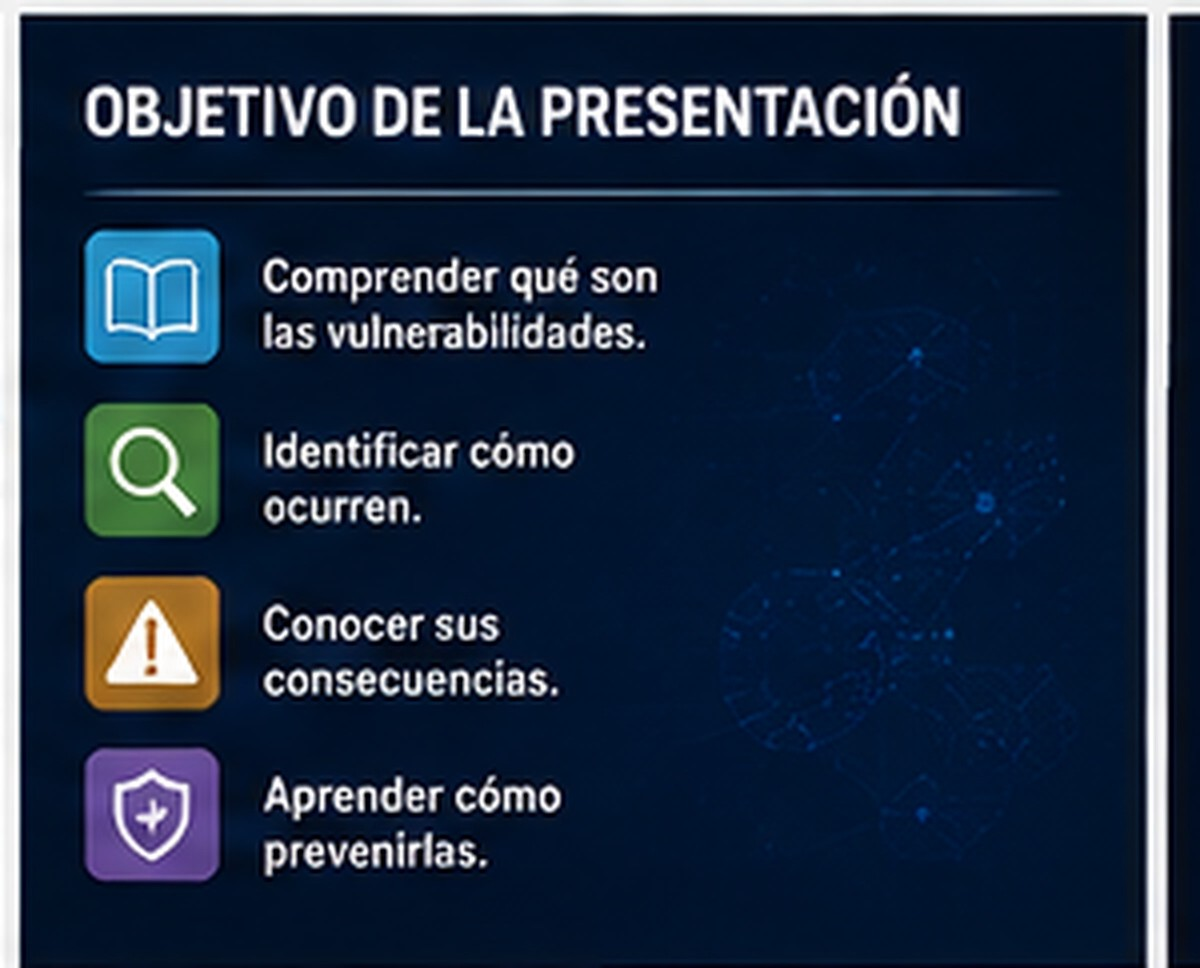 OBJETIVO DE LA PRESENTACIÓN
Comprender qué son
las vulnerabilidades.
Identificar cómo
ocurren.
Conocer sus
consecuencias.
Aprender cómo
prevenirlas.